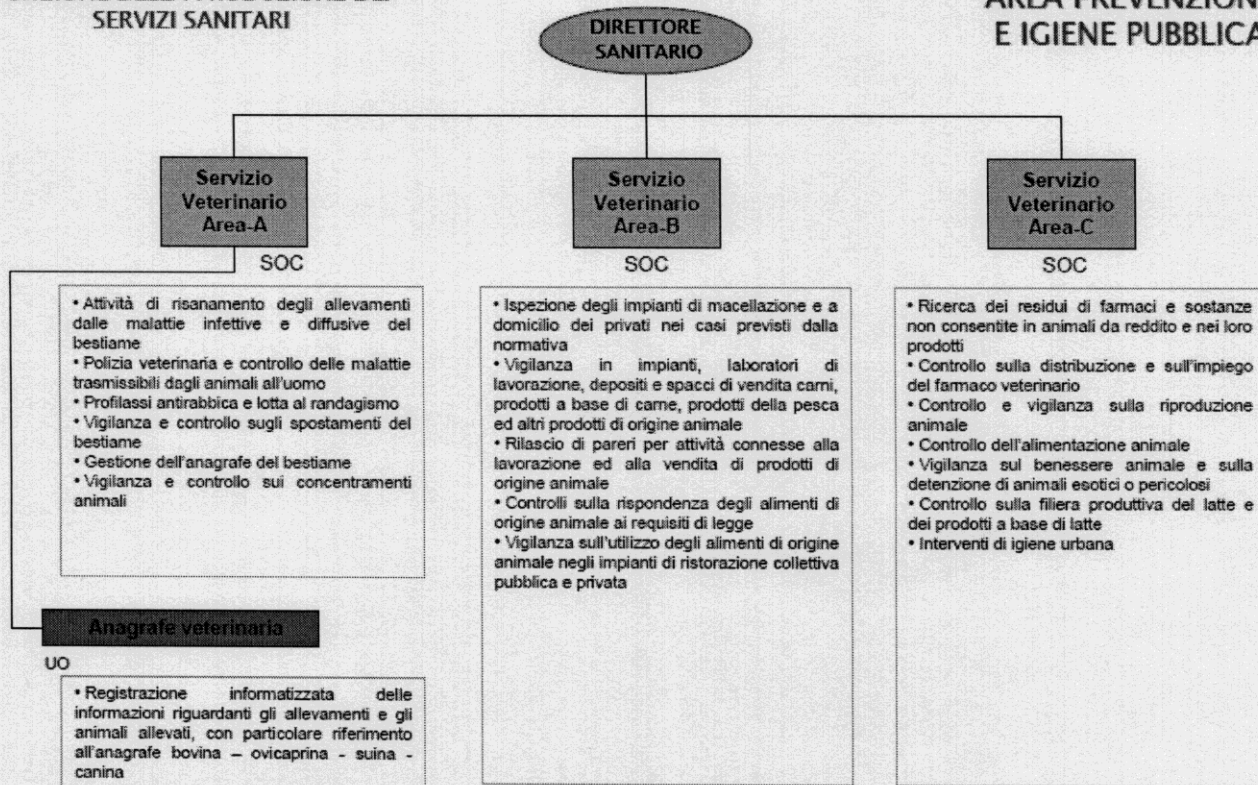 SERVIZI SANITARI
AREA PREVENZIONE
E IGIENE PUBBLICA
DIRETTORE
SANITARIO
Servizio
Veterinario
Area-A
SOC
• Attività di risanamento degli allevamenti
dalle malattie infettive e diffusive del
bestiame
• Polizia veterinaria e controllo delle malattie
trasmissibili dagli animali all'uomo
• Profilassi antirabbica e lotta al randagismo
• Vigilanza e controllo sugli spostamenti del
bestiame
• Gestione dell'anagrafe del bestiame
• Vigilanza e controllo sui concentramenti
animali
Anagrafe veterinaria
UO
• Registrazione informatizzata delle
informazioni riguardanti gli allevamenti e gli
animali allevati, con particolare riferimento
all'anagrafe bovina – ovicaprina - suina -
canina
Servizio
Veterinario
Area-B
SOC
• Ispezione degli impianti di macellazione e a
domicilio dei privati nei casi previsti dalla
normativa
• Vigilanza in impianti, laboratori di
lavorazione, depositi e spacci di vendita carni,
prodotti a base di carne, prodotti della pesca
ed altri prodotti di origine animale
• Rilascio di pareri per attività connesse alla
lavorazione ed alla vendita di prodotti di
origine animale
• Controlli sulla rispondenza degli alimenti di
origine animale ai requisiti di legge
• Vigilanza sull'utilizzo degli alimenti di origine
animale negli impianti di ristorazione collettiva
pubblica e privata
Servizio
Veterinario
Area-C
SOC
• Ricerca dei residui di farmaci e sostanze
non consentite in animali da reddito e nei loro
prodotti
• Controllo sulla distribuzione e sull'impiego
del farmaco veterinario
• Controllo e vigilanza sulla riproduzione
animale
• Controllo dell'alimentazione animale
• Vigilanza sul benessere animale e sulla
detenzione di animali esotici o pericolosi
• Controllo sulla filiera produttiva del latte e
dei prodotti a base di latte
• Interventi di igiene urbana